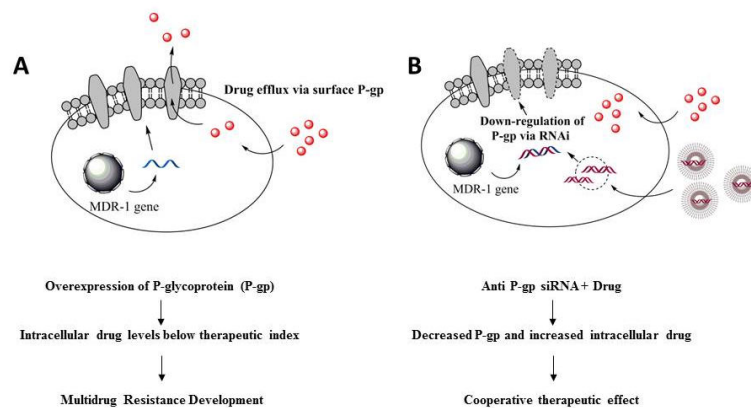 A
Drug efflux via surface P-gp
MDR-1 gene
Overexpression of P-glycoprotein (P-gp)
Intracellular drug levels below therapeutic index
Multidrug Resistance Development
B
Down-regulation of
P-gp via RNAi
MDR-1 gene
Anti P-gp siRNA + Drug
Decreased P-gp and increased intracellular drug
Cooperative therapeutic effect